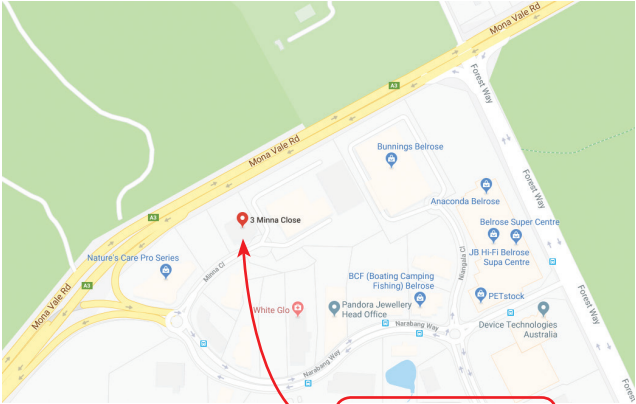 Mona Vale Rd
A3
Forest Way
Mona Vale Rd
Bunnings Belrose
Anaconda Belrose
3 Minna Close
A3
Belrose Super Centre
JB Hi-Fi Belrose
Supa Centre
Nature's Care Pro Series
Minna Cl
Niangala Cl
BCF (Boating Camping
Fishing) Belrose
A3
PETstock
Forest Way
Mona Vale Rd
White Glo
Pandora Jewellery
Head Office
Narabang Way
Device Technologies
Australia
Narabang Way
Forest